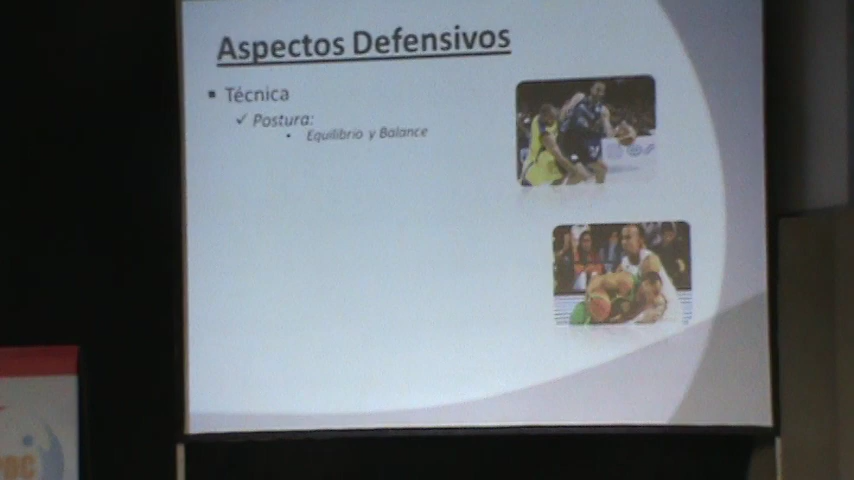 Aspectos Defensivos
▪ Técnica
✓ Postura:
• Equilibrio y Balance